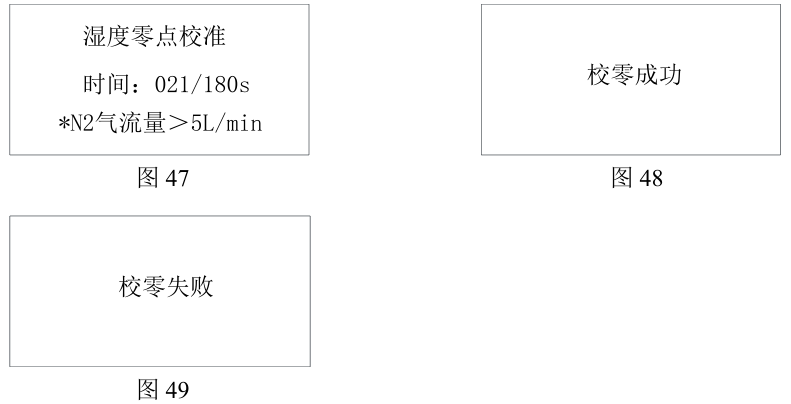 湿度零点校准
时间：021/180s
*N2气流量＞5L/min
图 47
校零成功
图 48
校零失败
图 49